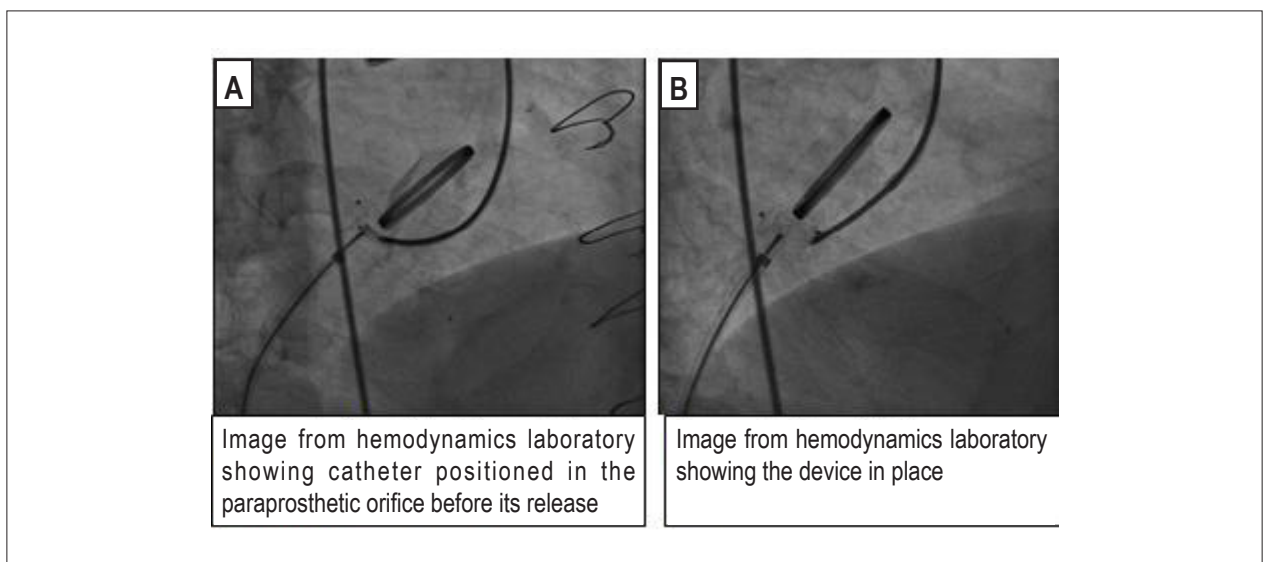 A
B
Image from hemodynamics laboratory
showing catheter positioned in the
paraprosthetic orifice before its release
Image from hemodynamics laboratory
showing the device in place